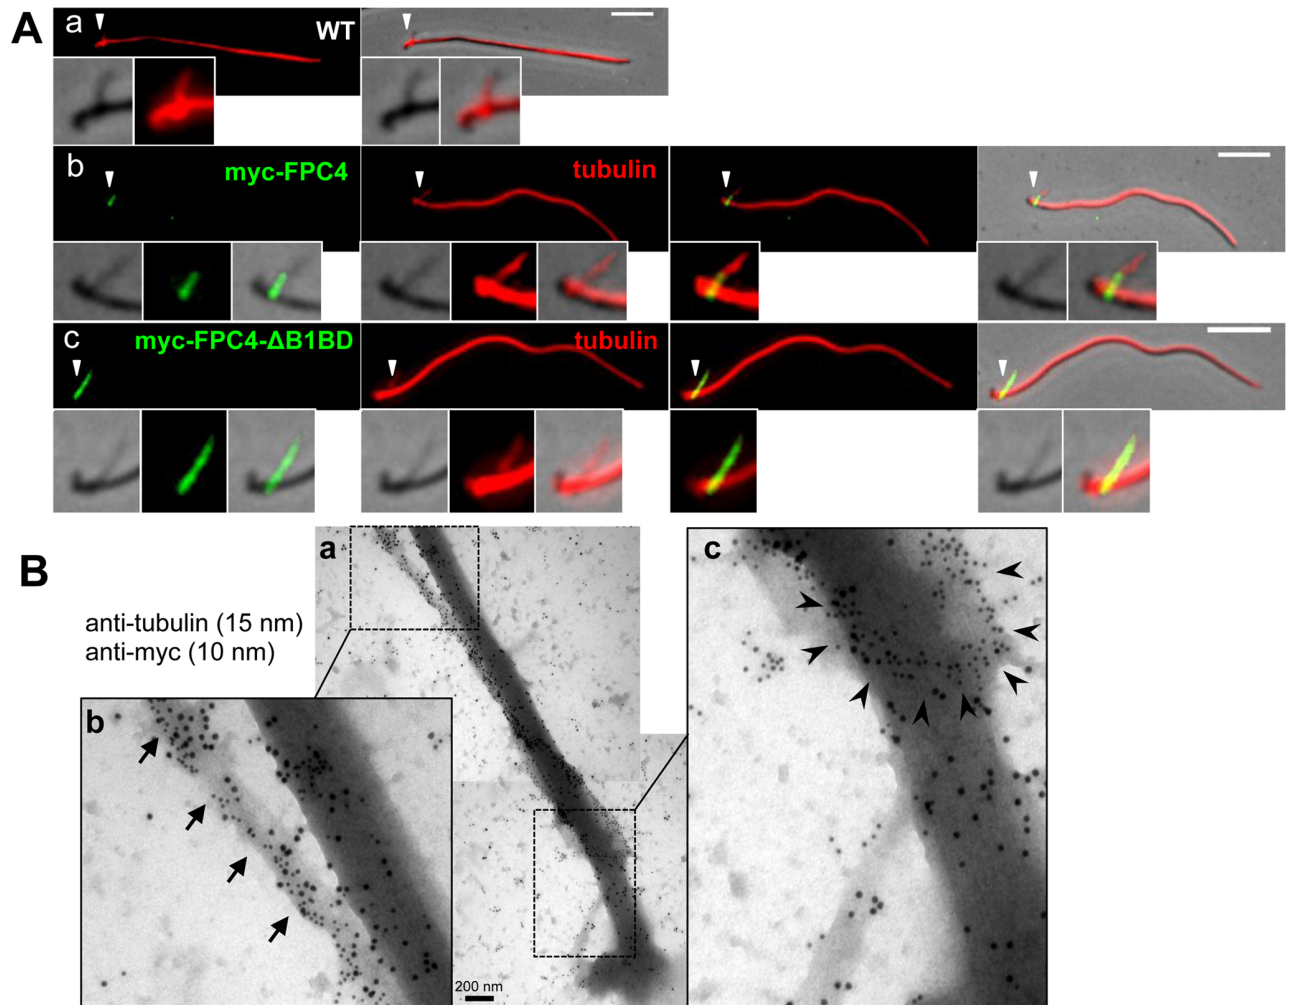 A
a
WT
b
myc-FPC4
tubulin
c
myc-FPC4-ΔB1BD
tubulin
B
anti-tubulin (15 nm)
anti-myc (10 nm)
a
b
c
200 nm